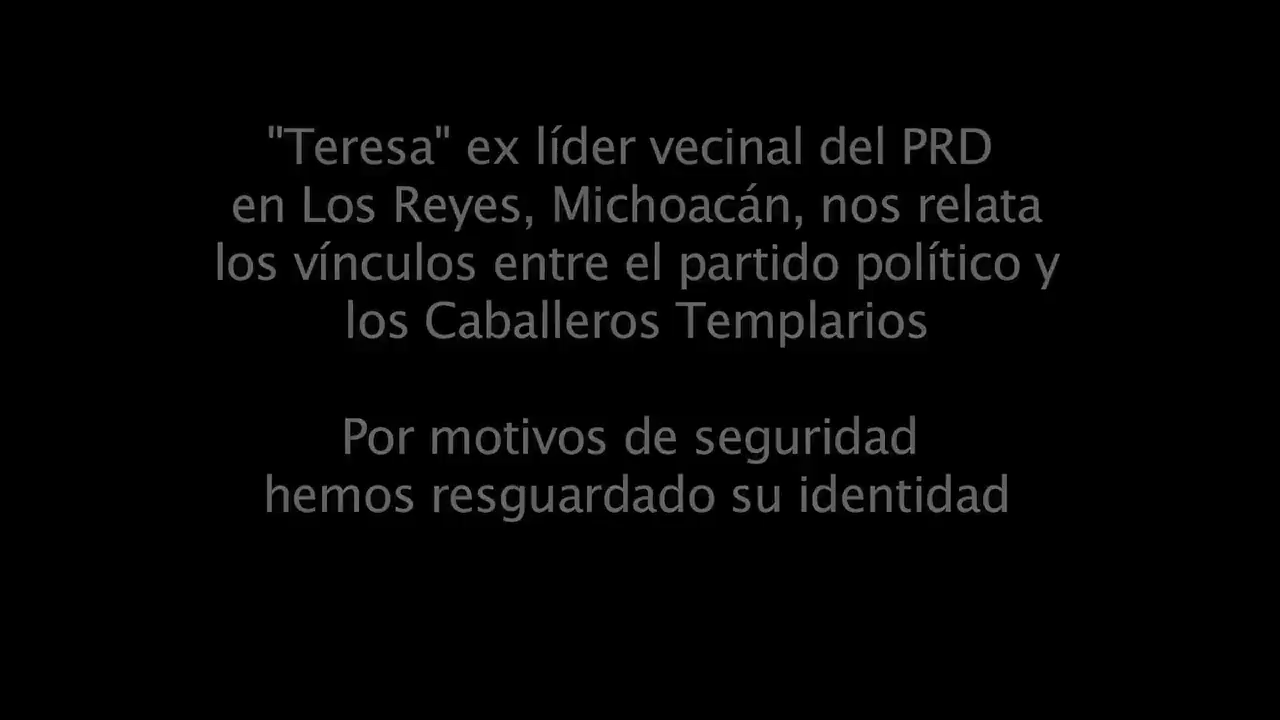 "Teresa" ex líder vecinal del PRD
en Los Reyes, Michoacán, nos relata
los vínculos entre el partido político y
los Caballeros Templarios
Por motivos de seguridad
hemos resguardado su identidad